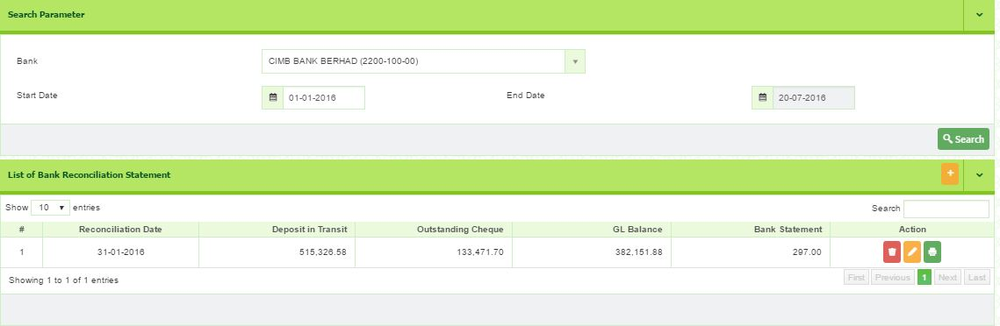 Search Parameter
Bank CIMB BANK BERHAD (2200-100-00)
Start Date 01-01-2016 End Date 20-07-2016
Search
List of Bank Reconciliation Statement +
Show 10 entries Search
# Reconciliation Date Deposit in Transit Outstanding Cheque GL Balance Bank Statement Action
1 31-01-2016 515,326.58 133,471.70 382,151.88 297.00
Showing 1 to 1 of 1 entries First Previous 1 Next Last